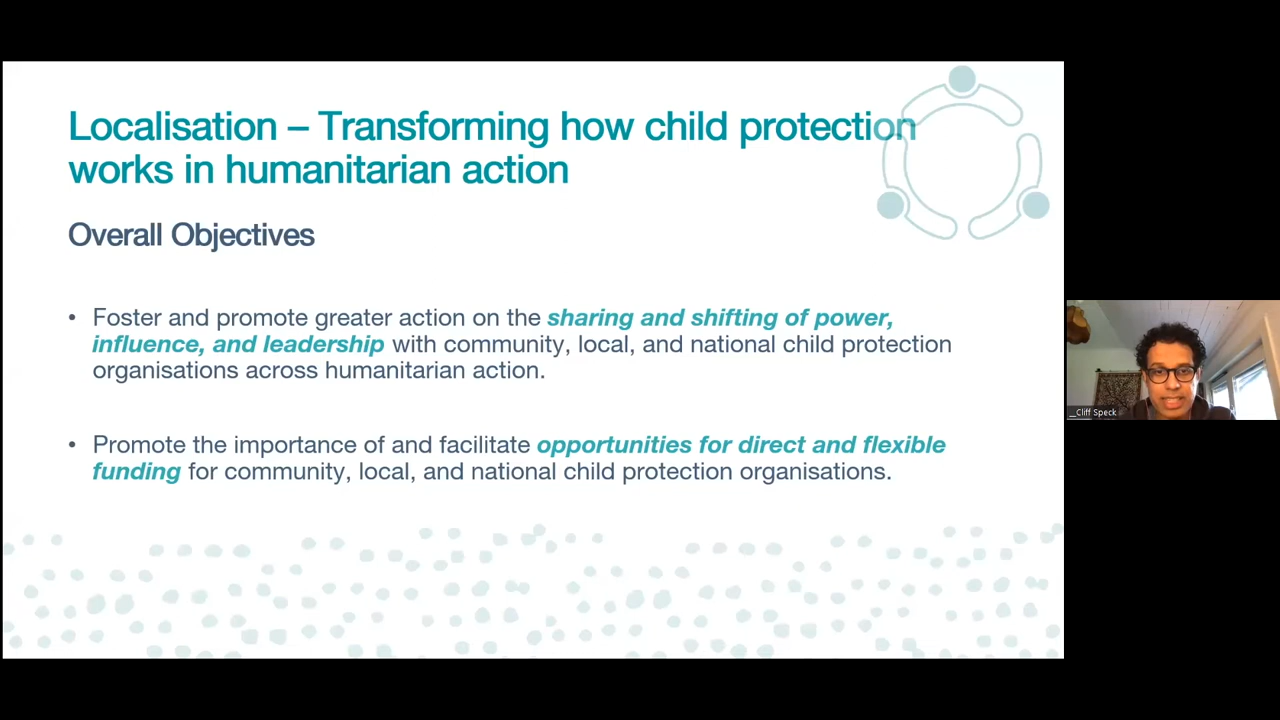 Localisation – Transforming how child protection
works in humanitarian action
Overall Objectives
• Foster and promote greater action on the sharing and shifting of power,
influence, and leadership with community, local, and national child protection
organisations across humanitarian action.
• Promote the importance of and facilitate opportunities for direct and flexible
funding for community, local, and national child protection organisations.
__Cliff Speck